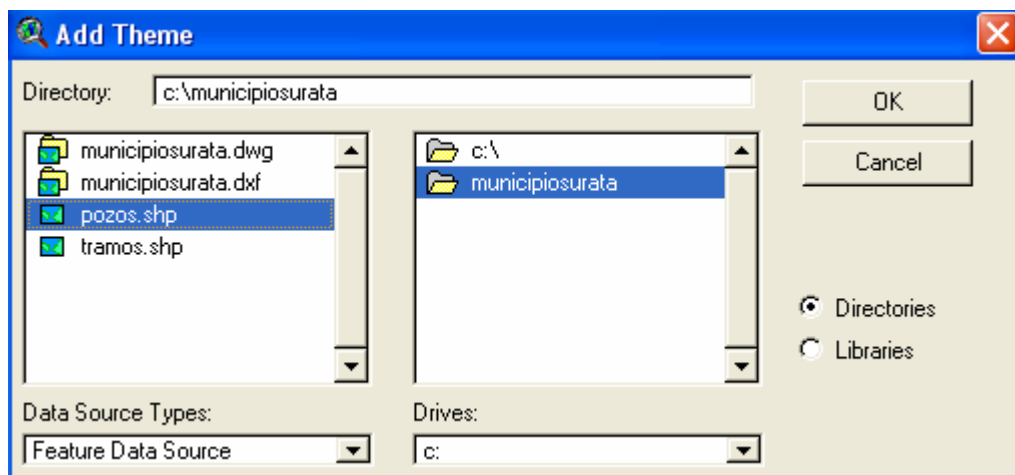 Add Theme
Directory: c:\municipiosurata
municipiosurata.dwg
municipiosurata.dxf
pozos.shp
tramos.shp
c:\
municipiosurata
OK
Cancel
Directories
Libraries
Data Source Types:
Feature Data Source
Drives:
c: